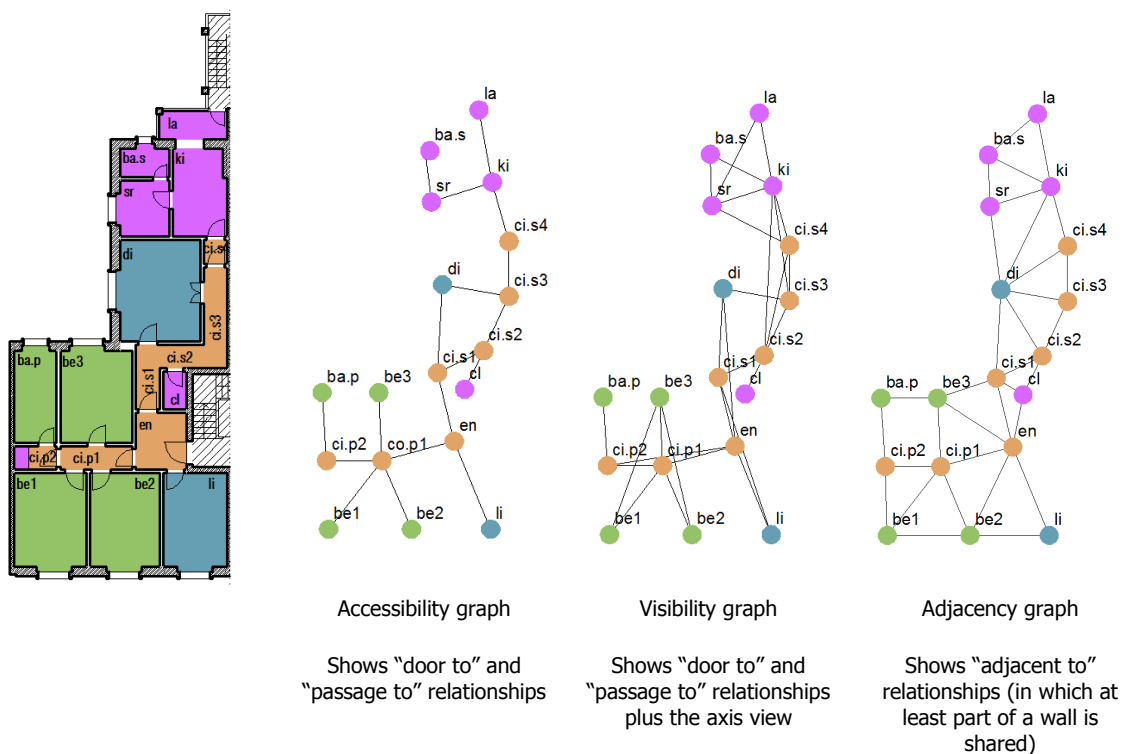 la
ba.s
ki
sr
di
ci.s
ci.s3
ba.p
be3
ci.s2
ci.s1
cl
en
ci.p2
ci.p1
be1
be2
li
la
ba.s
ki
sr
ci.s4
di
ci.s3
ci.s2
ci.s1
cl
ba.p
be3
en
ci.p2
co.p1
be1
be2
li
Accessibility graph
Shows “door to” and
“passage to” relationships
la
ba.s
ki
sr
ci.s4
di
ci.s3
ci.s2
ci.s1
cl
ba.p
be3
en
ci.p2
ci.p1
be1
be2
li
Visibility graph
Shows “door to” and
“passage to” relationships
plus the axis view
la
ba.s
ki
sr
ci.s4
di
ci.s3
ci.s2
ci.s1
cl
ba.p
be3
en
ci.p2
ci.p1
be1
be2
li
Adjacency graph
Shows “adjacent to”
relationships (in which at
least part of a wall is
shared)